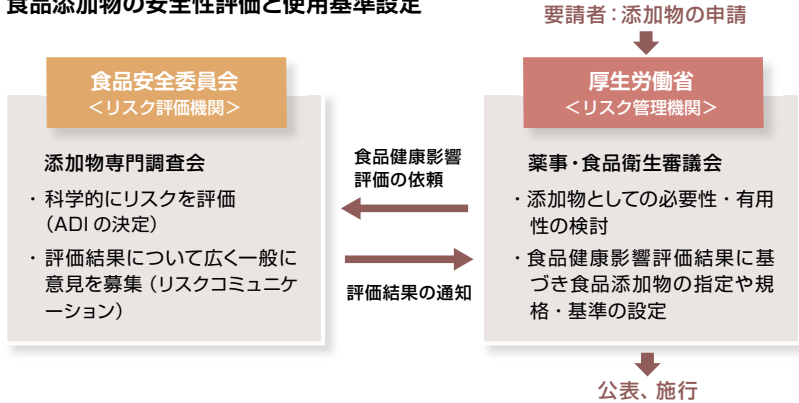 食品添加物の安全性評価と使用基準設定
要請者：添加物の申請
食品安全委員会
＜リスク評価機関＞
添加物専門調査会
・科学的にリスクを評価
（ADIの決定）
・評価結果について広く一般に
意見を募集（リスクコミュニケ
ーション）
食品健康影響
評価の依頼
評価結果の通知
厚生労働省
＜リスク管理機関＞
薬事・食品衛生審議会
・添加物としての必要性・有用
性の検討
・食品健康影響評価結果に基
づき食品添加物の指定や規
格・基準の設定
公表、施行